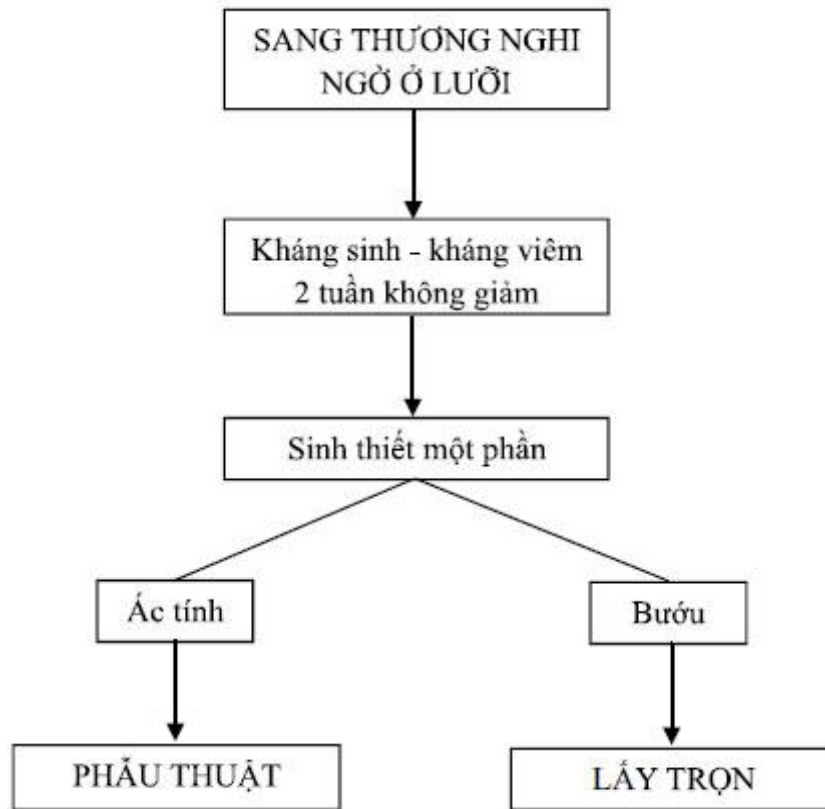 SANG THƯƠNG NGHI
NGỜ Ở LƯỠI
Kháng sinh - kháng viêm
2 tuần không giảm
Sinh thiết một phần
Ác tính
Bướu
PHẪU THUẬT
LẤY TRỌN